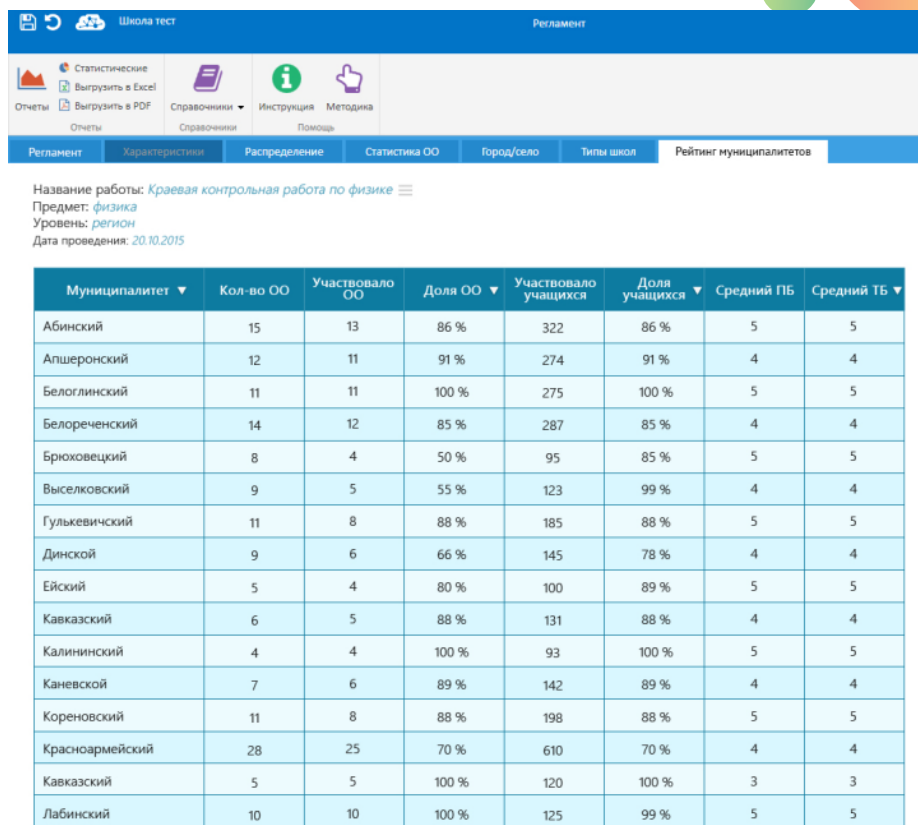 Школа тест
Регламент
Статистические
Выгрузить в Excel
Выгрузить в PDF
Отчеты
Справочники
Инструкция
Методика
Отчеты
Справочники
Помощь
Регламент Характеристики Распределение Статистика ОО Город/село Типы школ Рейтинг муниципалитетов
Название работы: Краевая контрольная работа по физике
Предмет: физика
Уровень: регион
Дата проведения: 20.10.2015
Муниципалитет ▼ Кол-во ОО Участвовало ОО Доля ОО ▼ Участвовало учащихся Доля учащихся ▼ Средний ПБ Средний ТБ ▼
Абинский 15 13 86 % 322 86 % 5 5
Апшеронский 12 11 91 % 274 91 % 4 4
Белоглинский 11 11 100 % 275 100 % 5 5
Белореченский 14 12 85 % 287 85 % 4 4
Брюховецкий 8 4 50 % 95 85 % 5 5
Выселковский 9 5 55 % 123 99 % 4 4
Гулькевичский 11 8 88 % 185 88 % 5 5
Динской 9 6 66 % 145 78 % 4 4
Ейский 5 4 80 % 100 89 % 5 5
Кавказский 6 5 88 % 131 88 % 4 4
Калининский 4 4 100 % 93 100 % 5 5
Каневской 7 6 89 % 142 89 % 4 4
Кореновский 11 8 88 % 198 88 % 5 5
Красноармейский 28 25 70 % 610 70 % 4 4
Кавказский 5 5 100 % 120 100 % 3 3
Лабинский 10 10 100 % 125 99 % 5 5